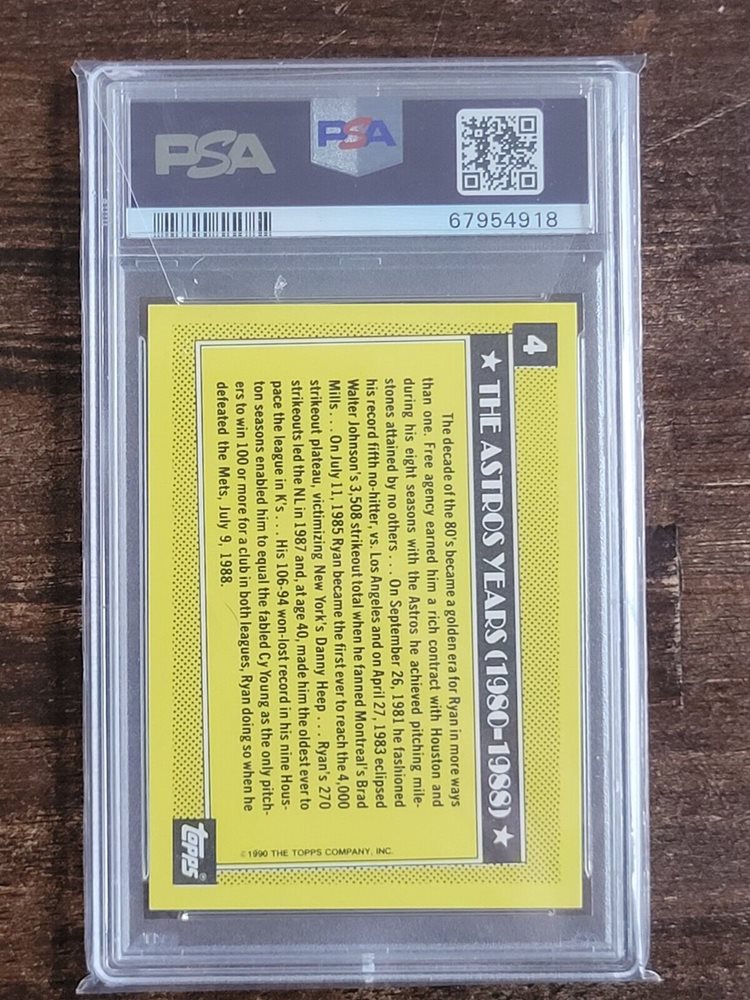 PSA
PSA
67954918
4
★ THE ASTROS YEARS (1980-1988) ★
The decade of the 80's became a golden era for Ryan in more ways
than one. Free agency earned him a rich contract with Houston and
during his eight seasons with the Astros he achieved pitching mile-
stones attained by no others . . . On September 26, 1981 he fashioned
his record fifth no-hitter, vs. Los Angeles and on April 27, 1983 eclipsed
Walter Johnson's 3,508 strikeout total when he fanned Montreal's Brad
Mills . . . On July 11, 1985 Ryan became the first ever to reach the 4,000
strikeout plateau, victimizing New York's Danny Heep . . . Ryan's 270
strikeouts led the NL in 1987 and, at age 40, made him the oldest ever to
pace the league in K's . . . His 106-94 won-lost record in his nine Hous-
ton seasons enabled him to equal the fabled Cy Young as the only pitch-
ers to win 100 or more for a club in both leagues, Ryan doing so when he
defeated the Mets, July 9, 1988.
©1990 THE TOPPS COMPANY, INC.
TOPPS®